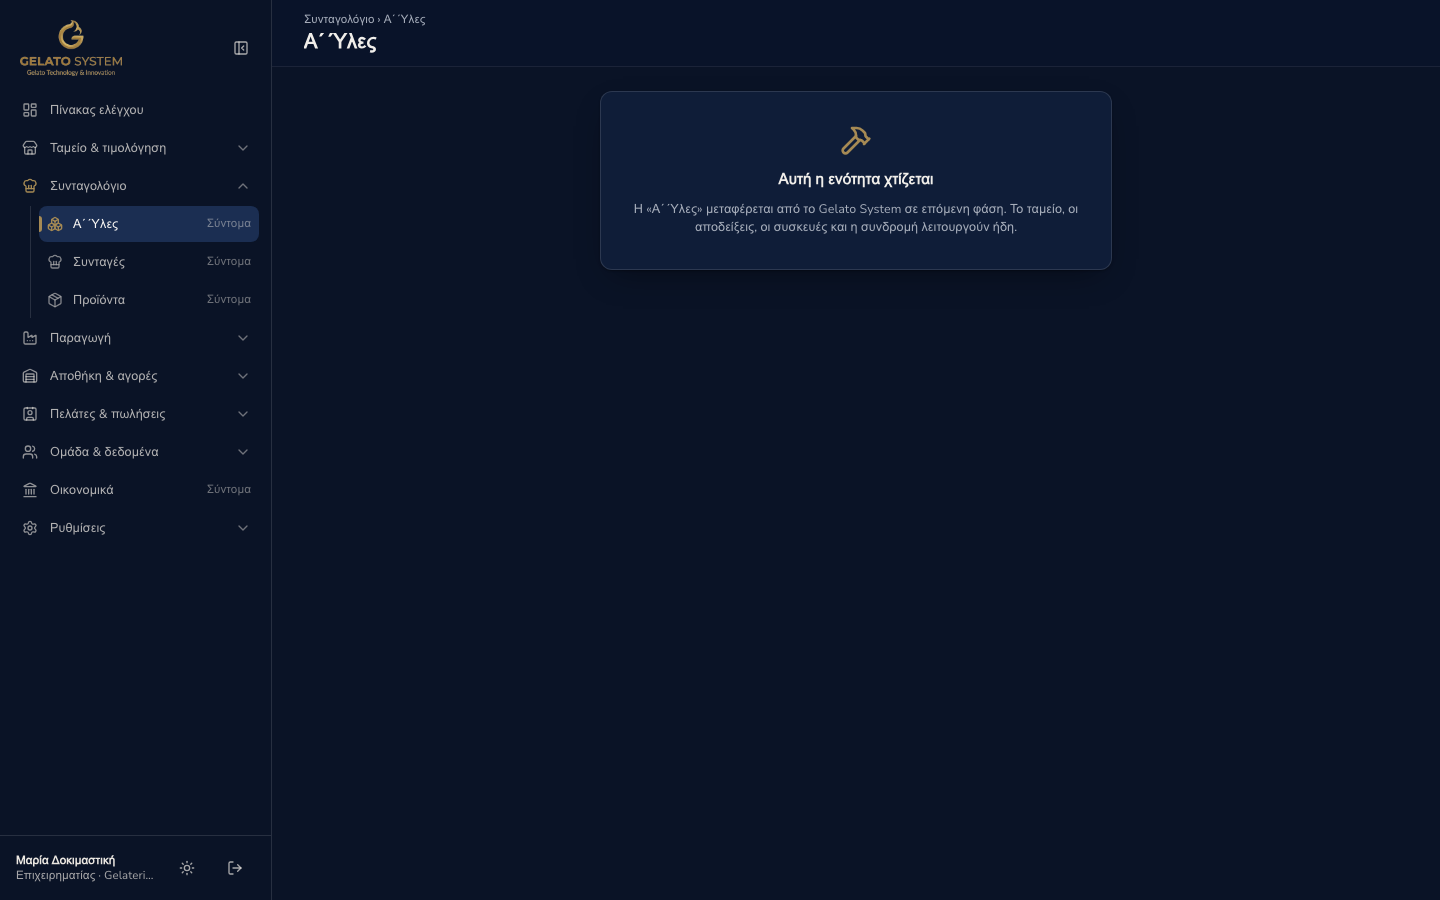 GELATO SYSTEM
Gelato Technology & Innovation
Πίνακας ελέγχου
Ταμείο & τιμολόγηση
Συνταγολόγιο
Α΄ Ύλες Σύντομα
Συνταγές Σύντομα
Προϊόντα Σύντομα
Παραγωγή
Αποθήκη & αγορές
Πελάτες & πωλήσεις
Ομάδα & δεδομένα
Οικονομικά Σύντομα
Ρυθμίσεις
Μαρία Δοκιμαστική
Επιχειρηματίας · Gelateri...
Συνταγολόγιο › Α΄ Ύλες
Α΄ Ύλες
Αυτή η ενότητα χτίζεται
Η «Α΄ Ύλες» μεταφέρεται από το Gelato System σε επόμενη φάση. Το ταμείο, οι
αποδείξεις, οι συσκευές και η συνδρομή λειτουργούν ήδη.